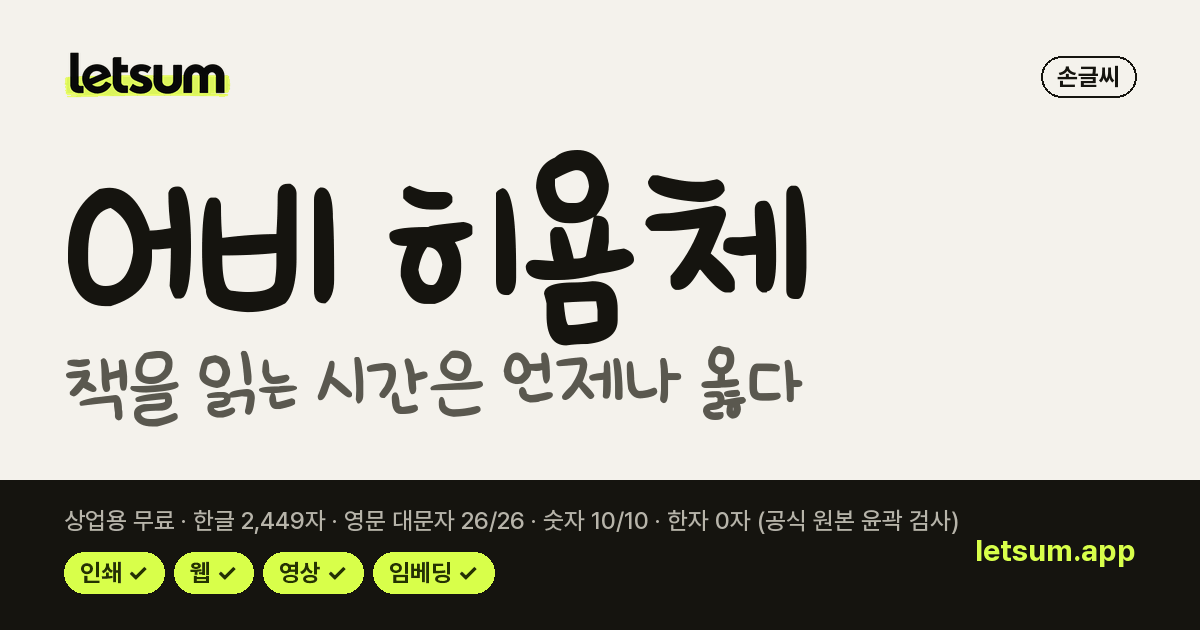 letsum
손글씨
어비 히욤체
책을 읽는 시간은 언제나 옳다
상업용 무료 · 한글 2,449자 · 영문 대문자 26/26 · 숫자 10/10 · 한자 0자 (공식 원본 윤곽 검사)
인쇄 ✓ 웹 ✓ 영상 ✓ 임베딩 ✓
letsum.app